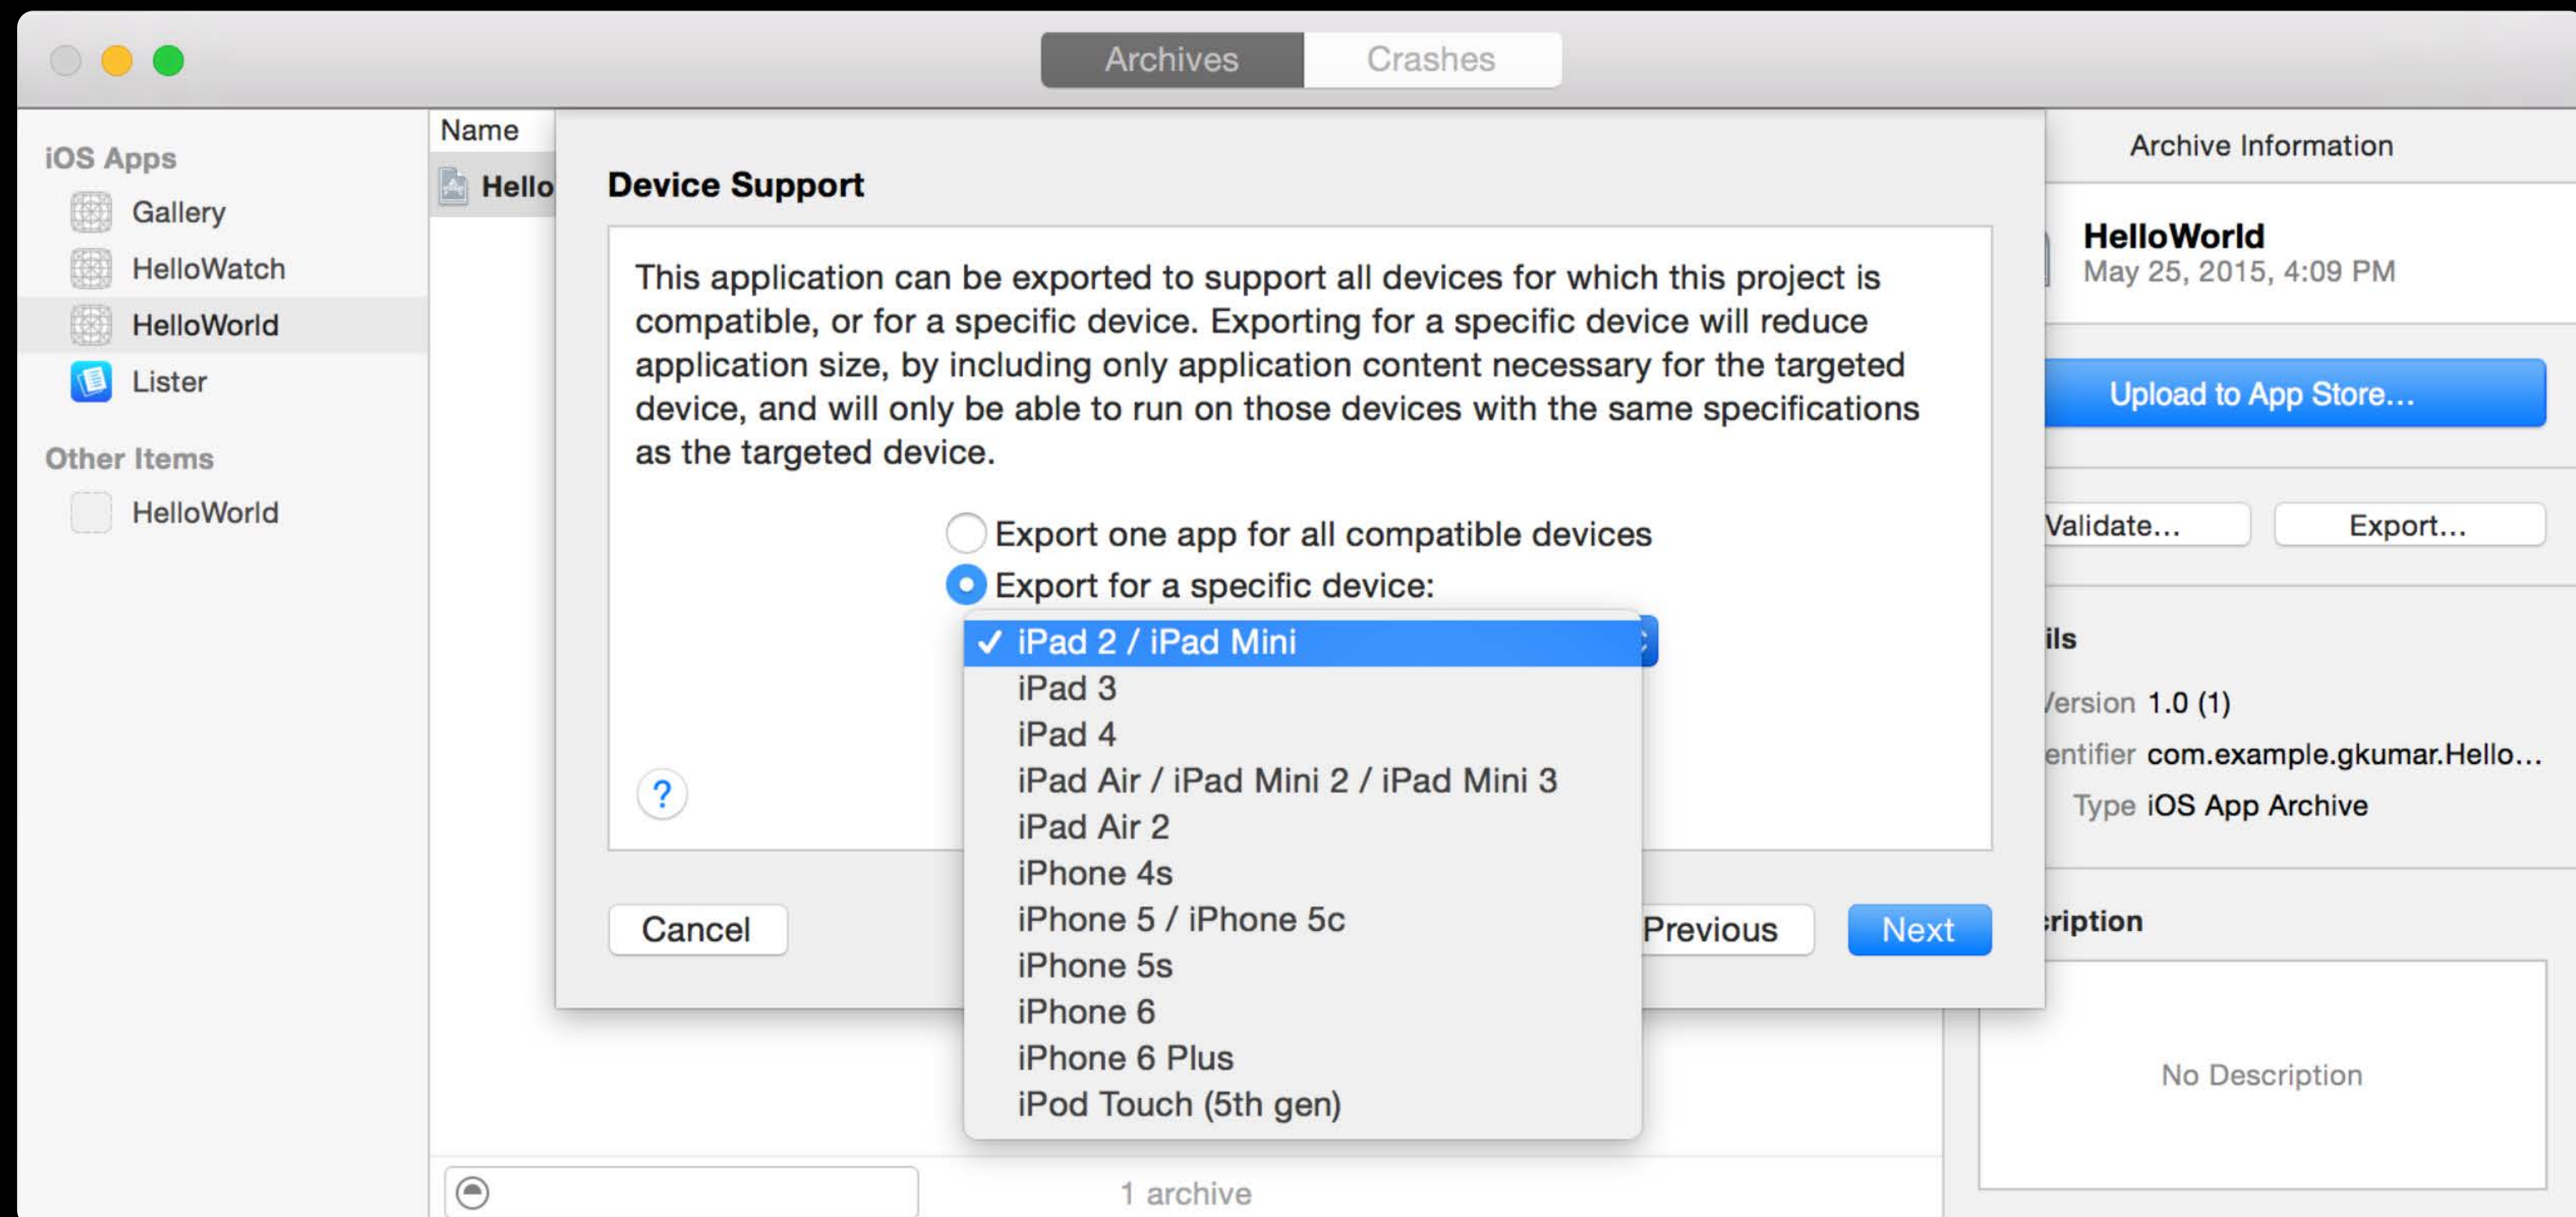 Archives
Crashes
iOS Apps
Gallery
HelloWatch
HelloWorld
Lister
Other Items
HelloWorld
Name
Hello
Device Support
This application can be exported to support all devices for which this project is
compatible, or for a specific device. Exporting for a specific device will reduce
application size, by including only application content necessary for the targeted
device, and will only be able to run on those devices with the same specifications
as the targeted device.
Export one app for all compatible devices
Export for a specific device:
✓ iPad 2 / iPad Mini
iPad 3
iPad 4
iPad Air / iPad Mini 2 / iPad Mini 3
iPad Air 2
iPhone 4s
iPhone 5 / iPhone 5c
iPhone 5s
iPhone 6
iPhone 6 Plus
iPod Touch (5th gen)
?
Cancel
Previous
Next
1 archive
Archive Information
HelloWorld
May 25, 2015, 4:09 PM
Upload to App Store...
Validate...
Export...
ils
ersion 1.0 (1)
entifier com.example.gkumar.Hello...
Type iOS App Archive
ription
No Description